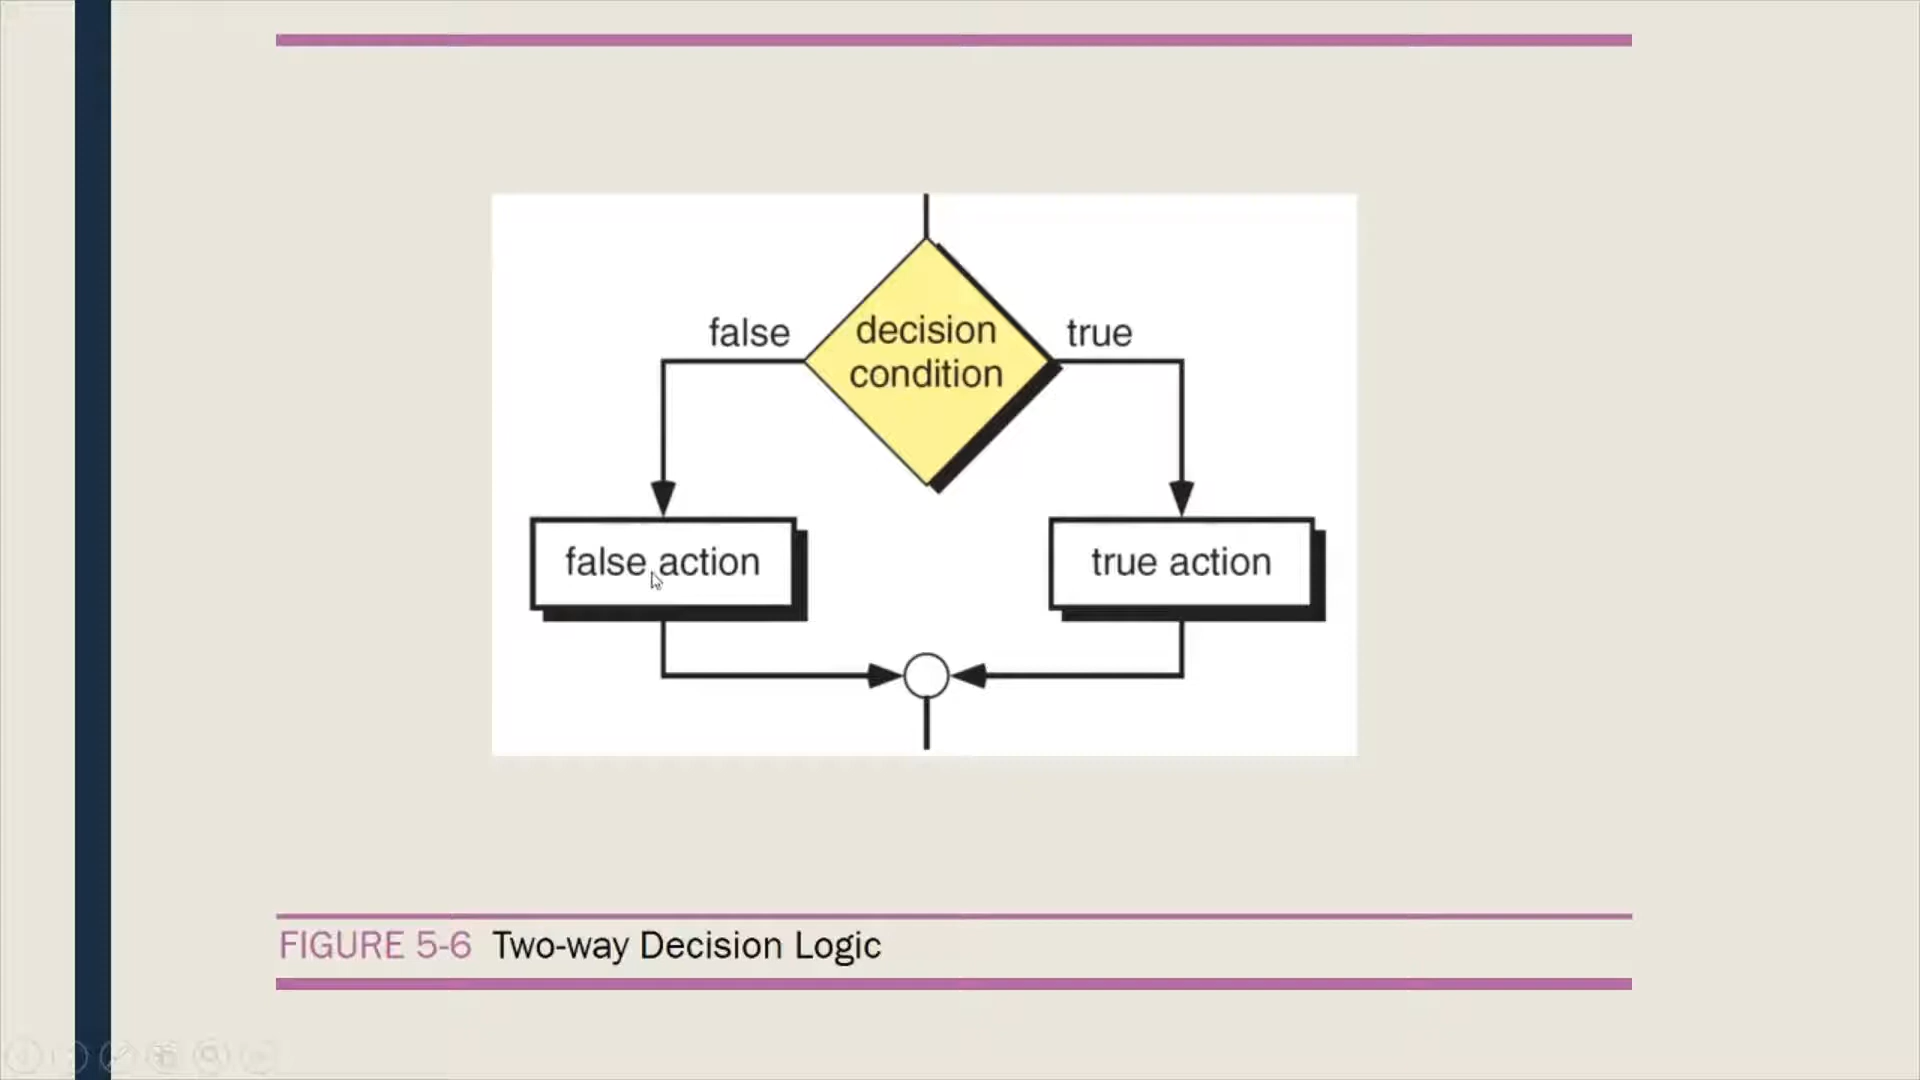 false
decision
condition
true
false action
true action
FIGURE 5-6 Two-way Decision Logic